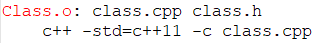 Class.o: class.cpp class.h
    c++ -std=c++11 -c class.cpp